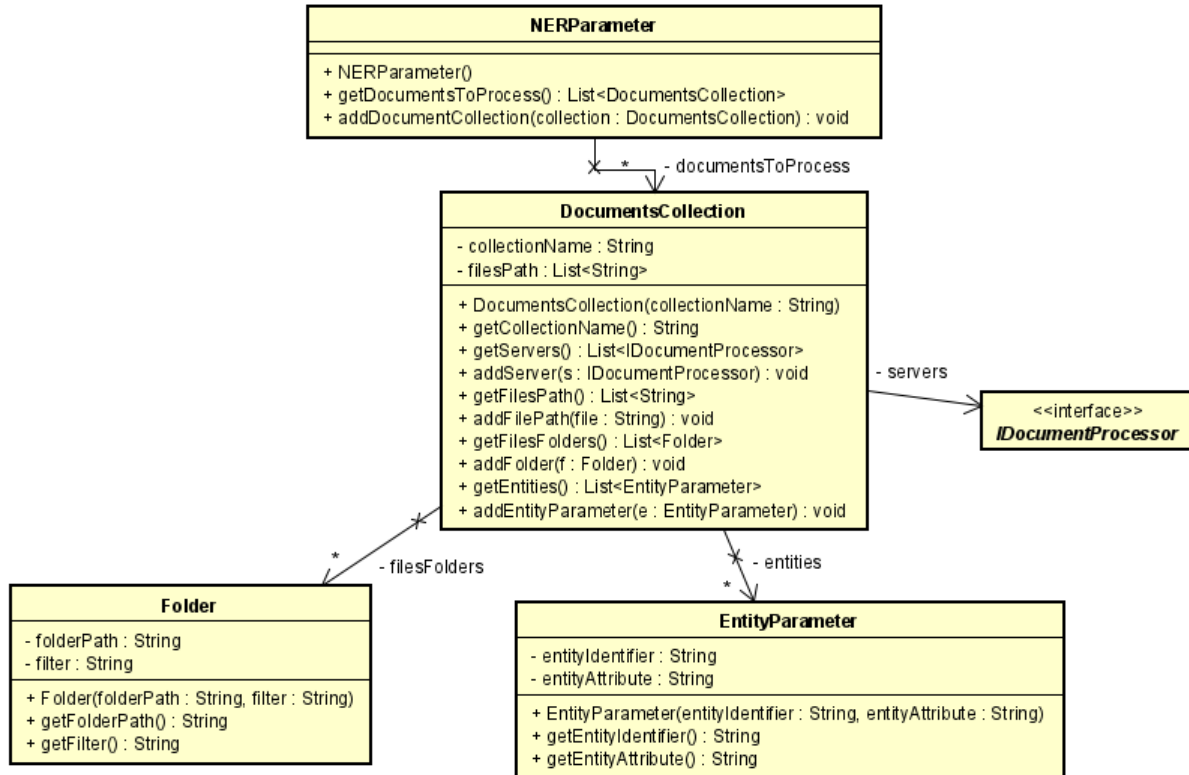 NERParameter
+ NERParameter()
+ getDocumentsToProcess() : List<DocumentsCollection>
+ addDocumentCollection(collection : DocumentsCollection) : void
*
- documentsToProcess
DocumentsCollection
- collectionName : String
- filesPath : List<String>
+ DocumentsCollection(collectionName : String)
+ getCollectionName() : String
+ getServers() : List<IDocumentProcessor>
+ addServer(s : IDocumentProcessor) : void
+ getFilesPath() : List<String>
+ addFilePath(file : String) : void
+ getFilesFolders() : List<Folder>
+ addFolder(f : Folder) : void
+ getEntities() : List<EntityParameter>
+ addEntityParameter(e : EntityParameter) : void
- servers
<<interface>>
IDocumentProcessor
*
- filesFolders
- entities
*
Folder
- folderPath : String
- filter : String
+ Folder(folderPath : String, filter : String)
+ getFolderPath() : String
+ getFilter() : String
EntityParameter
- entityIdentifier : String
- entityAttribute : String
+ EntityParameter(entityIdentifier : String, entityAttribute : String)
+ getEntityIdentifier() : String
+ getEntityAttribute() : String